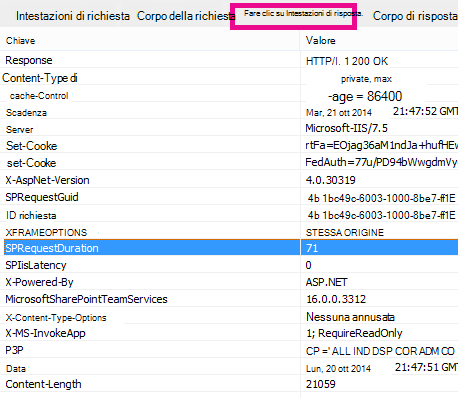 Intestazioni di richiesta Corpo della richiesta Fare clic su Intestazioni di risposta. Corpo di risposta
Chiave Valore
Response HTTP/l. 1 200 OK
Content-Type di private, max
cache-Control -age = 86400
Scadenza Mar, 21 ott 2014 21:47:52 GMT
Server Microsoft-IIS/7.5
set-Cooke rtFa=EOjag36aM1ndJa+hufHEw
Set-Cooke FedAuth=77u/PD94bWwgdmVy
X-AspNet-Version 4.0.30319
SPRequestGuid 4b 1bc49c-6003-1000-8be7-ff1E
ID richiesta 4b 1bc49c-6003-1000-8be7-ff1E
XFRAMEOPTIONS STESSA ORIGINE
SPRequestDuration 71
SPIisLatency 0
X-Powered-By ASP.NET
MicrosoftSharePointTeamServices 16.0.0.3312
X-Content-Type-Options Nessuna annusata
X-MS-InvokeApp 1; RequireReadOnly
P3P CP =' ALL IND DSP COR ADM CO
Data Lun, 20 ott 2014 21:47:51 GMT
Content-Length 21059